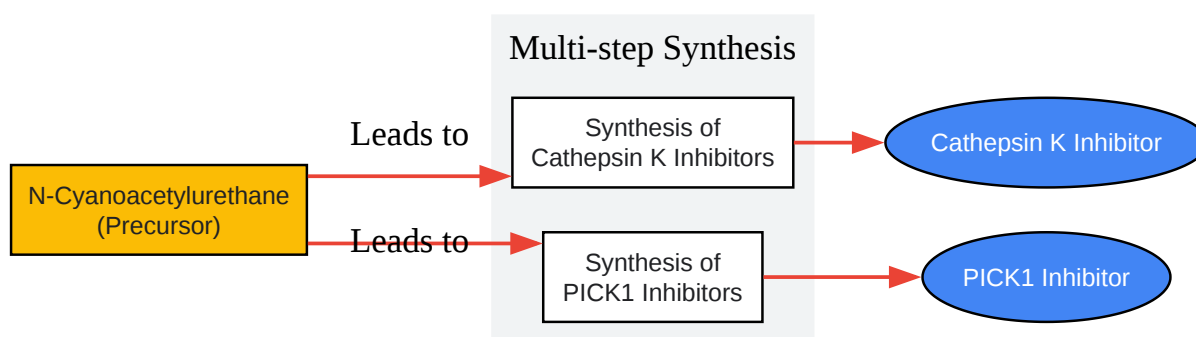 Multi-step Synthesis
Leads to
Synthesis of
Cathepsin K Inhibitors
Cathepsin K Inhibitor
N-Cyanoacetylurethane
(Precursor)
Leads to
Synthesis of
PICK1 Inhibitors
PICK1 Inhibitor